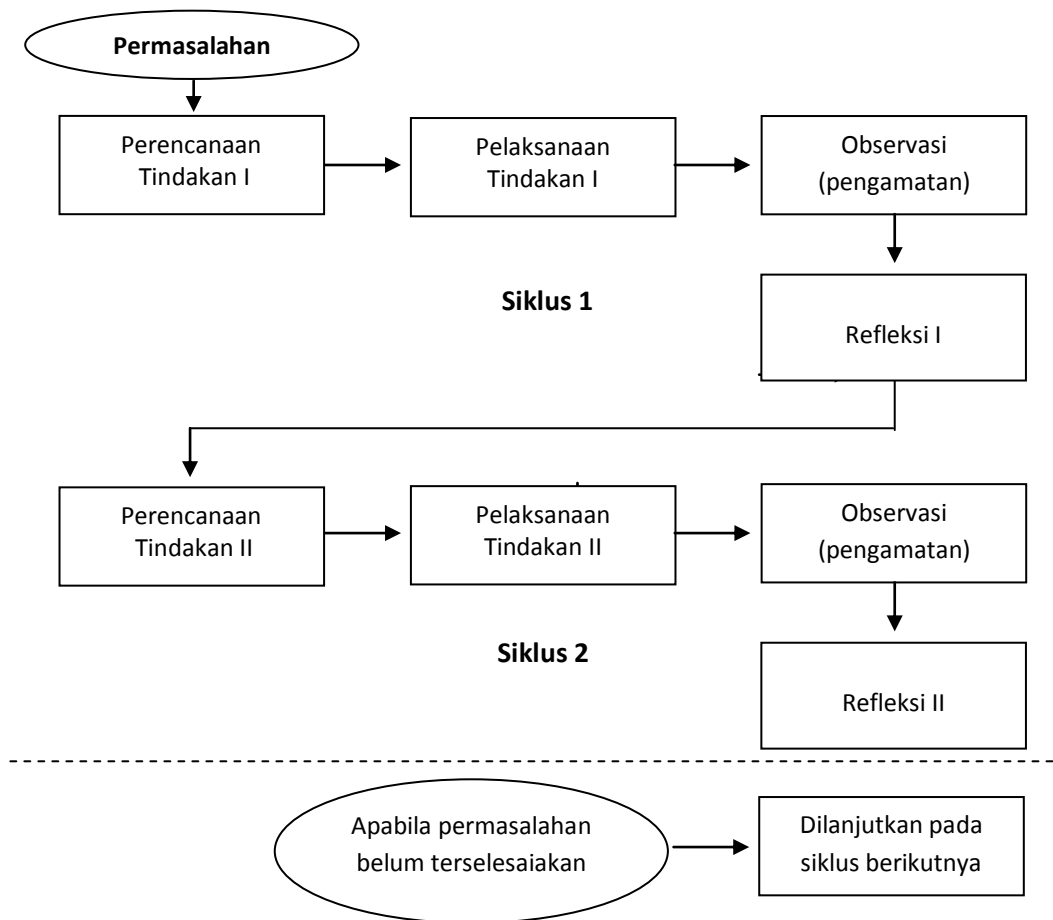 Permasalahan
Perencanaan
Tindakan I
Pelaksanaan
Tindakan I
Observasi
(pengamatan)
Siklus 1
Refleksi I
Perencanaan
Tindakan II
Pelaksanaan
Tindakan II
Observasi
(pengamatan)
Siklus 2
Refleksi II
Apabila permasalahan
belum terselesaiakan
Dilanjutkan pada
siklus berikutnya